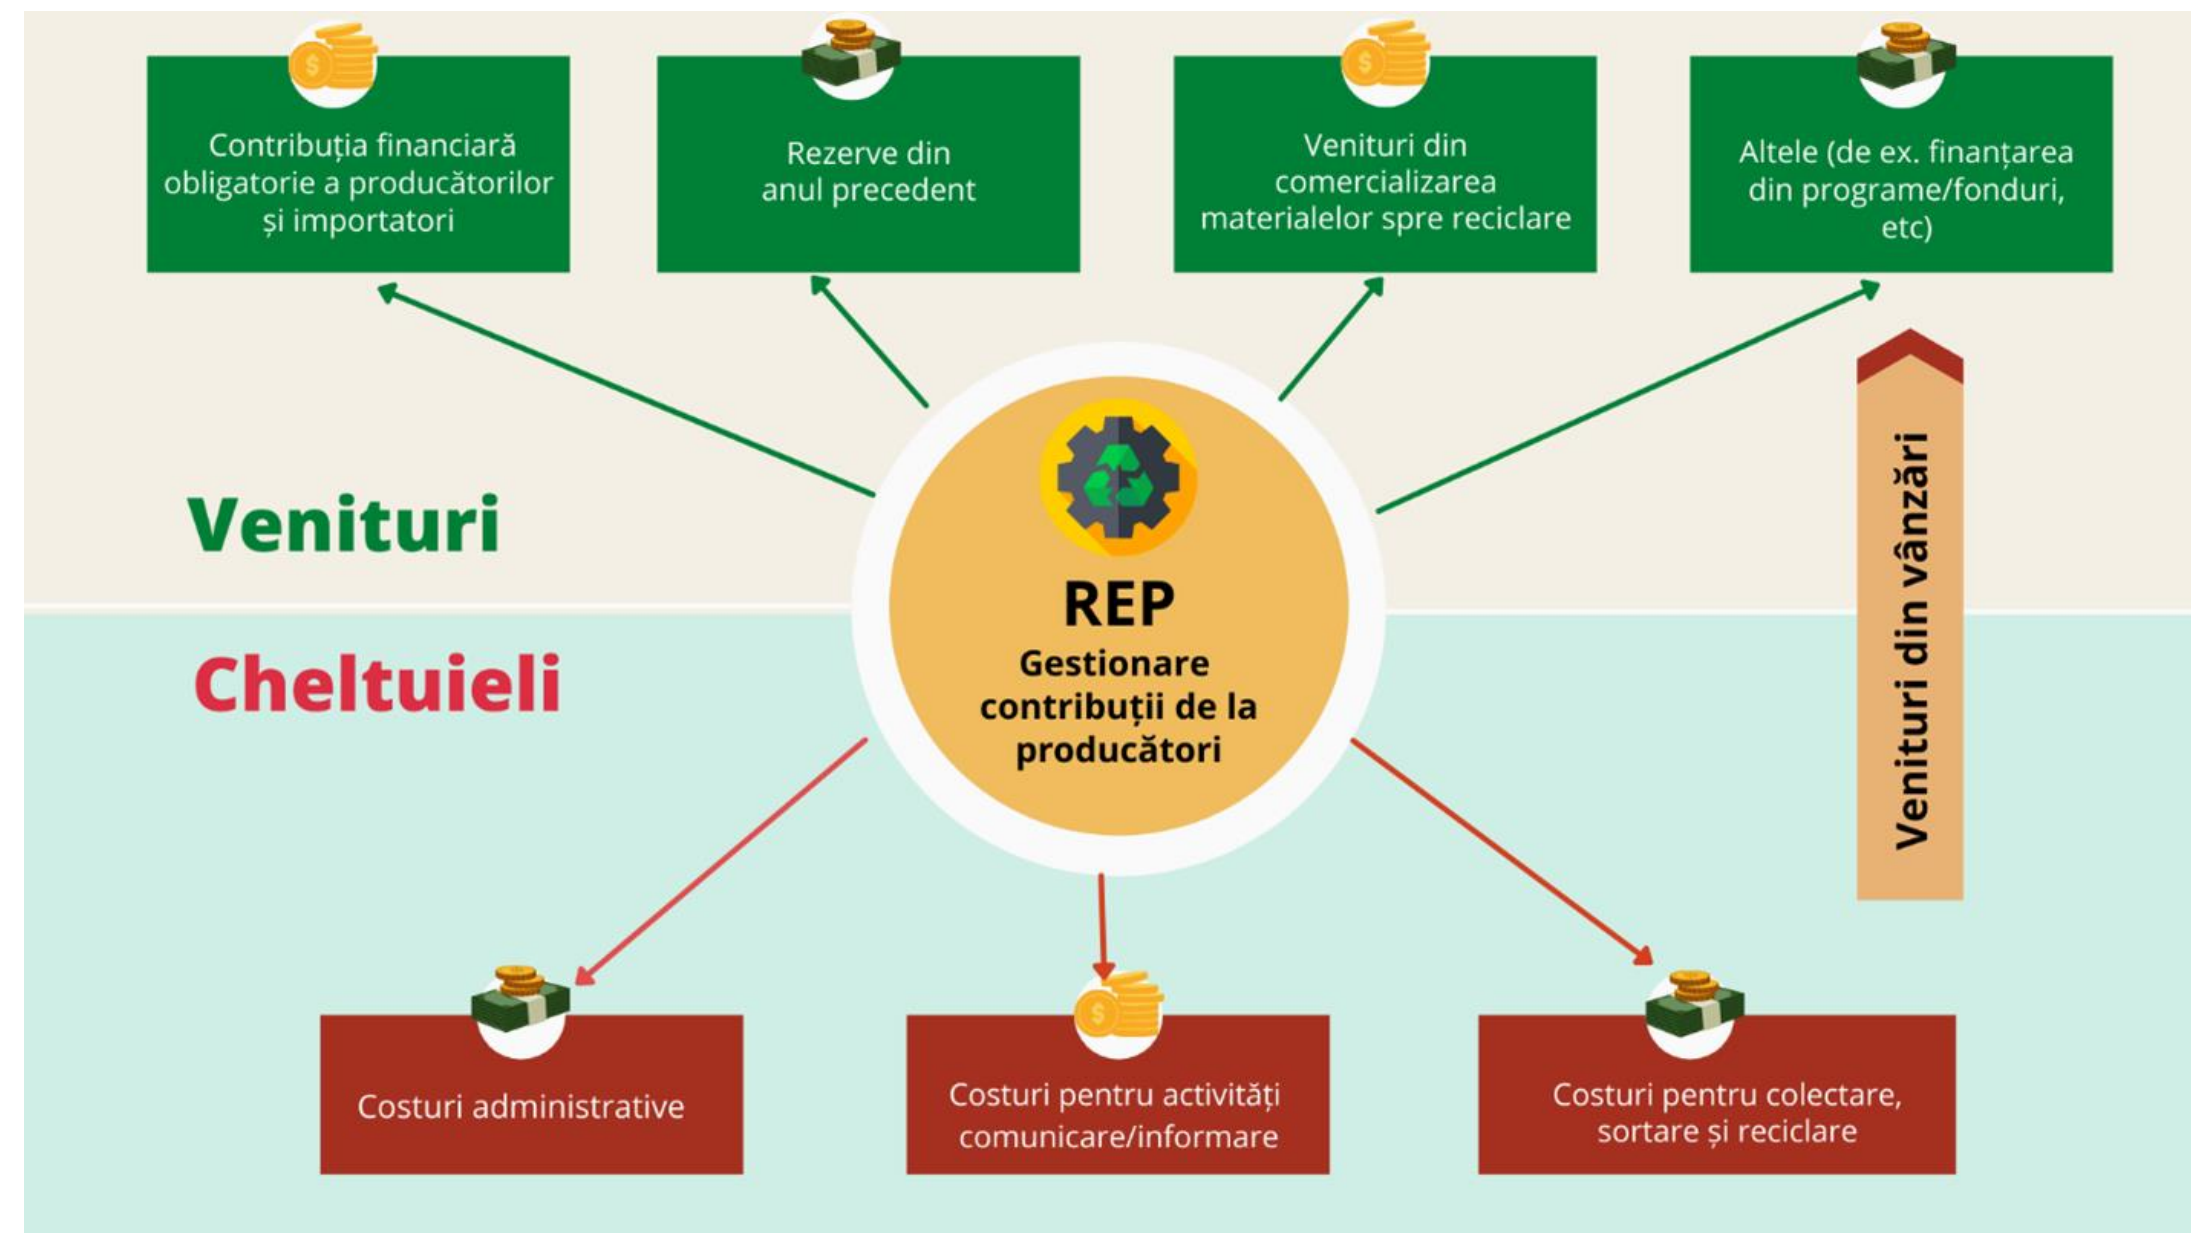 Contribuția financiară
obligatorie a producătorilor
și importatori
Rezerve din
anul precedent
Venituri din
comercializarea
materialelor spre reciclare
Altele (de ex. finanțarea
din programe/fonduri,
etc)
Venituri
Cheltuieli
REP
Gestionare
contribuții de la
producători
Venituri din vânzări
Costuri administrative
Costuri pentru activități
comunicare/informare
Costuri pentru colectare,
sortare și reciclare